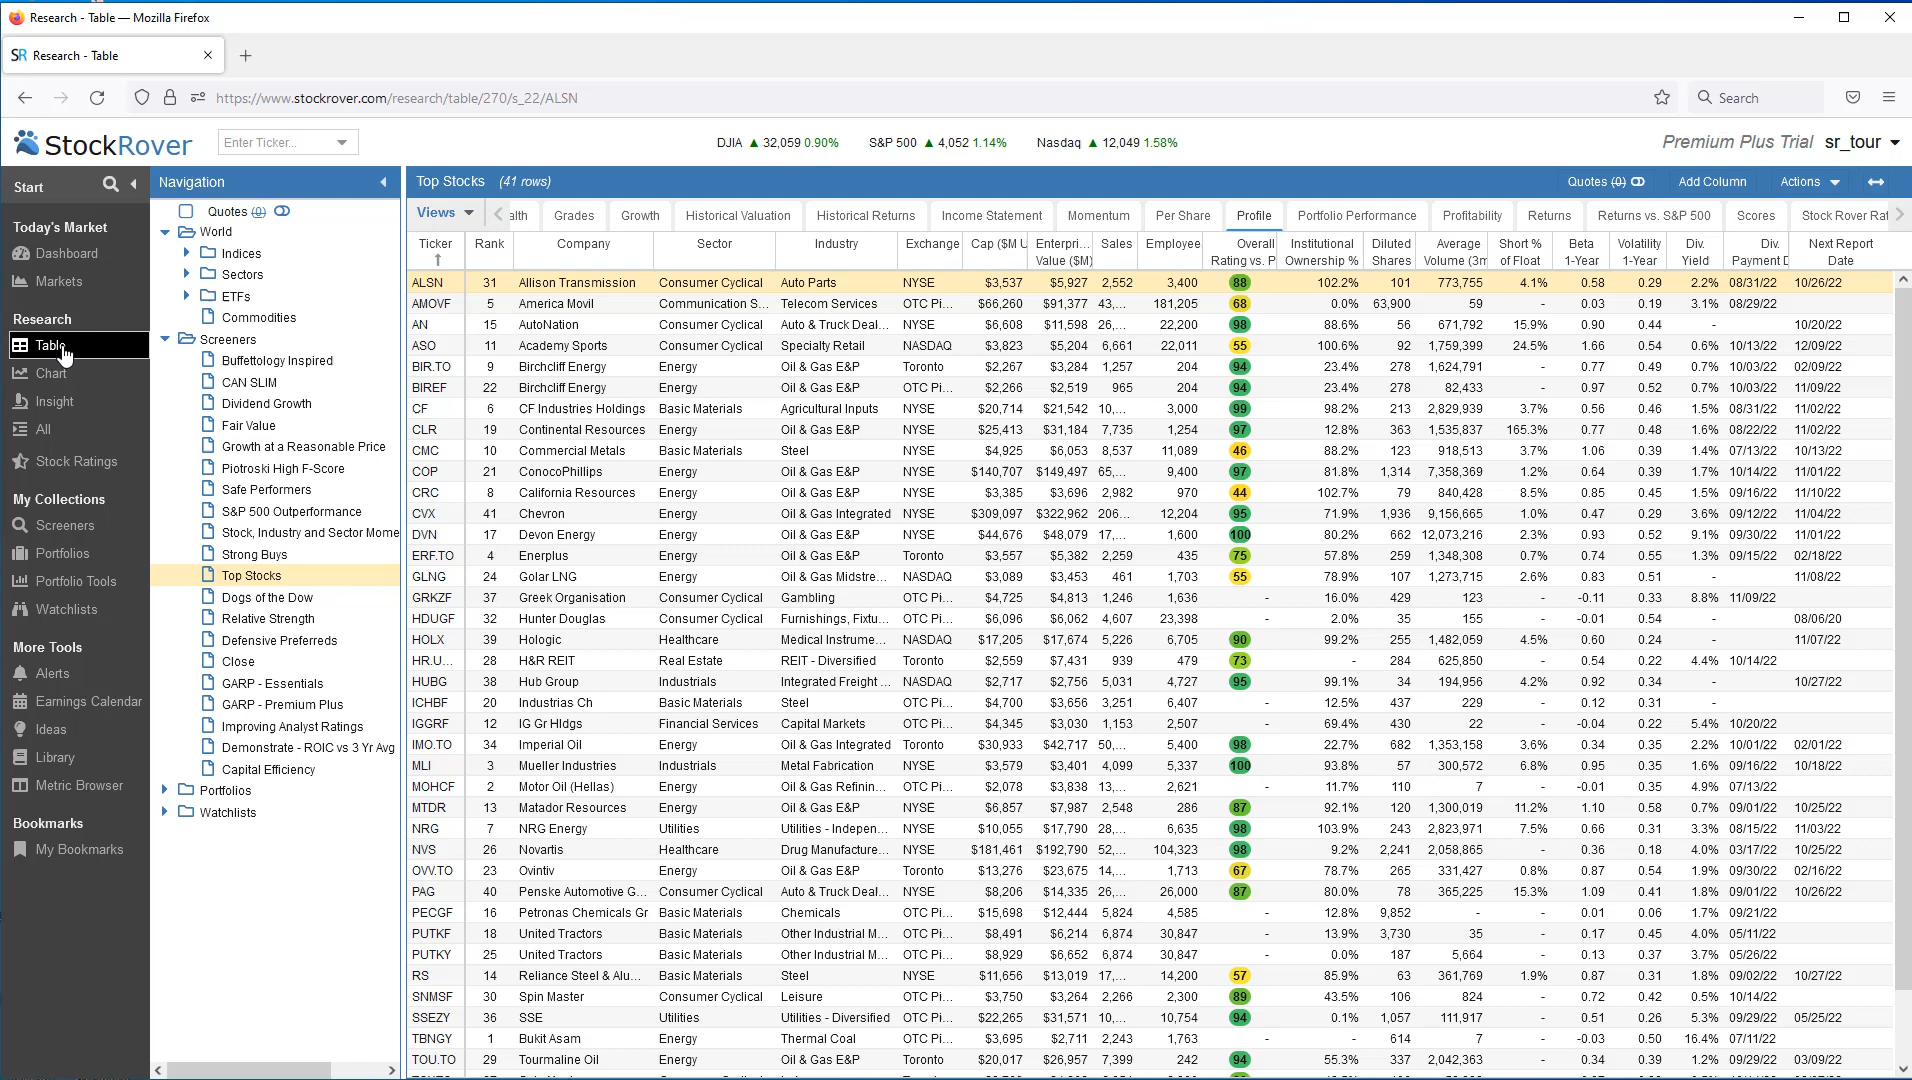 Research - Table — Mozilla Firefox
SR Research - Table
https://www.stockrover.com/research/table/270/s_22/ALSN
Search
StockRover
Enter Ticker...
DJIA ▲ 32,059 0.90% S&P 500 ▲ 4,052 1.14% Nasdaq ▲ 12,049 1.58%
Premium Plus Trial sr_tour
Start
Today's Market
Dashboard
Markets
Research
Table
Chart
Insight
All
Stock Ratings
My Collections
Screeners
Portfolios
Portfolio Tools
Watchlists
More Tools
Alerts
Earnings Calendar
Ideas
Library
Metric Browser
Bookmarks
My Bookmarks
Navigation
Quotes (0)
World
Indices
Sectors
ETFs
Commodities
Screeners
Buffettology Inspired
CAN SLIM
Dividend Growth
Fair Value
Growth at a Reasonable Price
Piotroski High F-Score
Safe Performers
S&P 500 Outperformance
Stock, Industry and Sector Mome
Strong Buys
Top Stocks
Dogs of the Dow
Relative Strength
Defensive Preferreds
Close
GARP - Essentials
GARP - Premium Plus
Improving Analyst Ratings
Demonstrate - ROIC vs 3 Yr Avg
Capital Efficiency
Portfolios
Watchlists
Top Stocks (41 rows)
Quotes (0) Add Column Actions
Views alth Grades Growth Historical Valuation Historical Returns Income Statement Momentum Per Share Profile Portfolio Performance Profitability Returns Returns vs. S&P 500 Scores Stock Rover Rat
Ticker Rank Company Sector Industry Exchange Cap ($M U Enterpri... Sales Employee Overall Institutional Diluted Average Short % Beta Volatility Div. Div. Next Report
Value ($M) Rating vs. P Ownership % Shares Volume (3m of Float 1-Year 1-Year Yield Payment D Date
ALSN 31 Allison Transmission Consumer Cyclical Auto Parts NYSE $3,537 $5,927 2,552 3,400 88 102.2% 101 773,755 4.1% 0.58 0.29 2.2% 08/31/22 10/26/22
AMOVF 5 America Movil Communication S... Telecom Services OTC Pi... $66,260 $91,377 43,... 181,205 68 0.0% 63,900 59 - 0.03 0.19 3.1% 08/29/22
AN 15 AutoNation Consumer Cyclical Auto & Truck Deal... NYSE $6,608 $11,598 26,... 22,200 98 88.6% 56 671,792 15.9% 0.90 0.44 - 10/20/22
ASO 11 Academy Sports Consumer Cyclical Specialty Retail NASDAQ $3,823 $5,204 6,661 22,011 55 100.6% 92 1,759,399 24.5% 1.66 0.54 0.6% 10/13/22 12/09/22
BIR.TO 9 Birchcliff Energy Energy Oil & Gas E&P Toronto $2,267 $3,284 1,257 204 94 23.4% 278 1,624,791 - 0.77 0.49 0.7% 10/03/22 02/09/22
BIREF 22 Birchcliff Energy Energy Oil & Gas E&P OTC Pi... $2,266 $2,519 965 204 94 23.4% 278 82,433 - 0.97 0.52 0.7% 10/03/22 11/09/22
CF 6 CF Industries Holdings Basic Materials Agricultural Inputs NYSE $20,714 $21,542 10,... 3,000 99 98.2% 213 2,829,939 3.7% 0.56 0.46 1.5% 08/31/22 11/02/22
CLR 19 Continental Resources Energy Oil & Gas E&P NYSE $25,413 $31,184 7,735 1,254 97 12.8% 363 1,535,837 165.3% 0.77 0.48 1.6% 08/22/22 11/02/22
CMC 10 Commercial Metals Basic Materials Steel NYSE $4,925 $6,053 8,537 11,089 46 88.2% 123 918,513 3.7% 1.06 0.39 1.4% 07/13/22 10/13/22
COP 21 ConocoPhillips Energy Oil & Gas E&P NYSE $140,707 $149,497 65,... 9,400 97 81.8% 1,314 7,358,369 1.2% 0.64 0.39 1.7% 10/14/22 11/01/22
CRC 8 California Resources Energy Oil & Gas E&P NYSE $3,385 $3,696 2,982 970 44 102.7% 79 840,428 8.5% 0.85 0.45 1.5% 09/16/22 11/10/22
CVX 41 Chevron Energy Oil & Gas Integrated NYSE $309,097 $322,962 206... 12,204 95 71.9% 1,936 9,156,665 1.0% 0.47 0.29 3.6% 09/12/22 11/04/22
DVN 17 Devon Energy Energy Oil & Gas E&P NYSE $44,676 $48,079 17,... 1,600 100 80.2% 662 12,073,216 2.3% 0.93 0.52 9.1% 09/30/22 11/01/22
ERF.TO 4 Enerplus Energy Oil & Gas E&P Toronto $3,557 $5,382 2,259 435 75 57.8% 259 1,348,308 0.7% 0.74 0.55 1.3% 09/15/22 02/18/22
GLNG 24 Golar LNG Energy Oil & Gas Midstre... NASDAQ $3,089 $3,453 461 1,703 55 78.9% 107 1,273,715 2.6% 0.83 0.51 - 11/08/22
GRKZF 37 Greek Organisation Consumer Cyclical Gambling OTC Pi... $4,725 $4,813 1,246 1,636 - 16.0% 429 123 - -0.11 0.33 8.8% 11/09/22
HDUGF 32 Hunter Douglas Consumer Cyclical Furnishings, Fixtu... OTC Pi... $6,096 $6,062 4,607 23,398 - 2.0% 35 155 - -0.01 0.54 - 08/06/20
HOLX 39 Hologic Healthcare Medical Instrume... NASDAQ $17,205 $17,674 5,226 6,705 90 99.2% 255 1,482,059 4.5% 0.60 0.24 - 11/07/22
HR.U... 28 H&R REIT Real Estate REIT - Diversified Toronto $2,559 $7,431 939 479 73 - 284 625,850 - 0.54 0.22 4.4% 10/14/22
HUBG 38 Hub Group Industrials Integrated Freight ... NASDAQ $2,717 $2,756 5,031 4,727 95 99.1% 34 194,956 4.2% 0.92 0.34 - 10/27/22
ICHBF 20 Industrias Ch Basic Materials Steel OTC Pi... $4,700 $3,656 3,251 6,407 - 12.5% 437 229 - 0.12 0.31 -
IGGRF 12 IG Gr Hldgs Financial Services Capital Markets OTC Pi... $4,345 $3,030 1,153 2,507 - 69.4% 430 22 - -0.04 0.22 5.4% 10/20/22
IMO.TO 34 Imperial Oil Energy Oil & Gas Integrated Toronto $30,933 $42,717 50,... 5,400 98 22.7% 682 1,353,158 3.6% 0.34 0.35 2.2% 10/01/22 02/01/22
MLI 3 Mueller Industries Industrials Metal Fabrication NYSE $3,579 $3,401 4,099 5,337 100 93.8% 57 300,572 6.8% 0.95 0.35 1.6% 09/16/22 10/18/22
MOHCF 2 Motor Oil (Hellas) Energy Oil & Gas Refinin... OTC Pi... $2,078 $3,838 13,... 2,621 - 11.7% 110 7 - -0.01 0.35 4.9% 07/13/22
MTDR 13 Matador Resources Energy Oil & Gas E&P NYSE $6,857 $7,987 2,548 286 87 92.1% 120 1,300,019 11.2% 1.10 0.58 0.7% 09/01/22 10/25/22
NRG 7 NRG Energy Utilities Utilities - Indepen... NYSE $10,055 $17,790 28,... 6,635 98 103.9% 243 2,823,971 7.5% 0.66 0.31 3.3% 08/15/22 11/03/22
NVS 26 Novartis Healthcare Drug Manufacture... NYSE $181,461 $192,790 52,... 104,323 98 9.2% 2,241 2,058,865 - 0.36 0.18 4.0% 03/17/22 10/25/22
OVV.TO 23 Ovintiv Energy Oil & Gas E&P Toronto $13,276 $23,675 14,... 1,713 67 78.7% 265 331,427 0.8% 0.87 0.54 1.9% 09/30/22 02/16/22
PAG 40 Penske Automotive G... Consumer Cyclical Auto & Truck Deal... NYSE $8,206 $14,335 26,... 26,000 87 80.0% 78 365,225 15.3% 1.09 0.41 1.8% 09/01/22 10/26/22
PECGF 16 Petronas Chemicals Gr Basic Materials Chemicals OTC Pi... $15,698 $12,444 5,824 4,585 - 12.8% 9,852 - - 0.01 0.06 1.7% 09/21/22
PUTKF 18 United Tractors Basic Materials Other Industrial M... OTC Pi... $8,491 $6,214 6,874 30,847 - 13.9% 3,730 35 - 0.17 0.45 4.0% 05/11/22
PUTKY 25 United Tractors Basic Materials Other Industrial M... OTC Pi... $8,929 $6,652 6,874 30,847 - 0.0% 187 5,664 - 0.13 0.37 3.7% 05/26/22
RS 14 Reliance Steel & Alu... Basic Materials Steel NYSE $11,656 $13,019 17,... 14,200 57 85.9% 63 361,769 1.9% 0.87 0.31 1.8% 09/02/22 10/27/22
SNMSF 30 Spin Master Consumer Cyclical Leisure OTC Pi... $3,750 $3,264 2,266 2,300 89 43.5% 106 824 - 0.72 0.42 0.5% 10/14/22
SSEZY 36 SSE Utilities Utilities - Diversified OTC Pi... $22,265 $31,571 10,... 10,754 94 0.1% 1,057 111,917 - 0.51 0.26 5.3% 09/29/22 05/25/22
TBNGY 1 Bukit Asam Energy Thermal Coal OTC Pi... $3,695 $2,711 2,243 1,763 - - 614 7 - -0.03 0.50 16.4% 07/11/22
TOU.TO 29 Tourmaline Oil Energy Oil & Gas E&P Toronto $20,017 $26,957 7,399 242 94 55.3% 337 2,042,363 - 0.34 0.39 1.2% 09/29/22 03/09/22